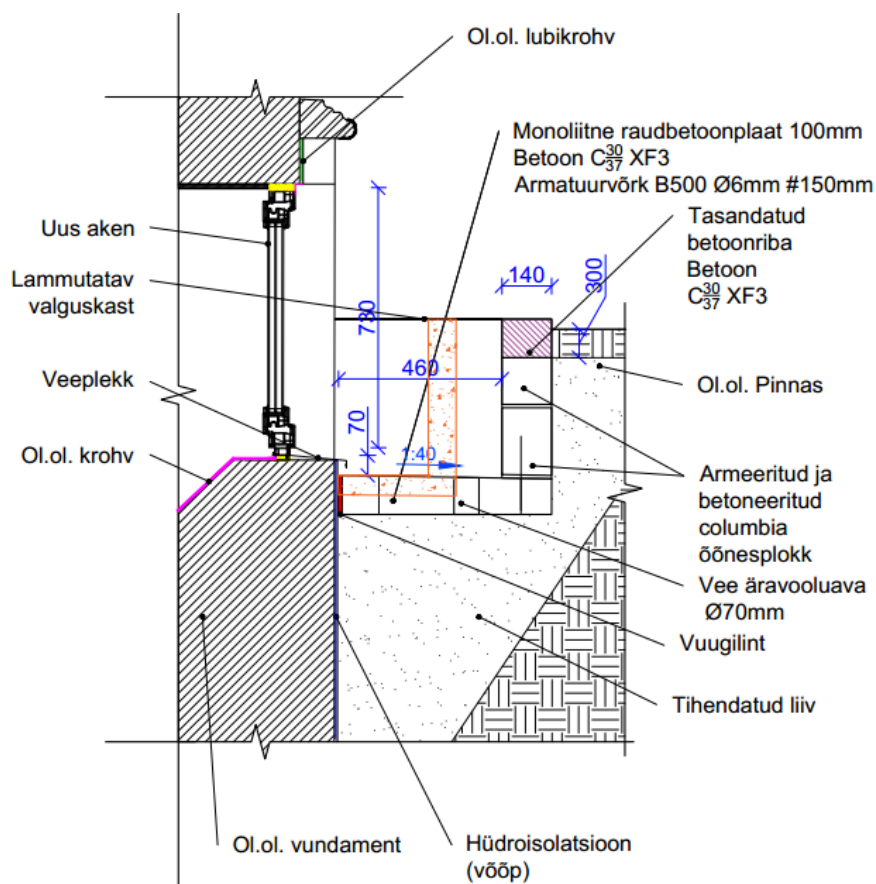 Ol.ol. lubikrohv
Monoliitne raudbetoonplaat 100mm
Betoon C30/37 XF3
Armatuurvõrk B500 Ø6mm #150mm
Tasandatud
betoonriba
Betoon
C30/37 XF3
Uus aken
Lammutatav
valguskast
140
300
730
460
Veeplekk
Ol.ol. Pinnas
70
1:40
Ol.ol. krohv
Armeeritud ja
betoneeritud
columbia
õõnesplokk
Vee äravooluava
Ø70mm
Vuugilint
Tihendatud liiv
Ol.ol. vundament
Hüdroisolatsioon
(võõp)